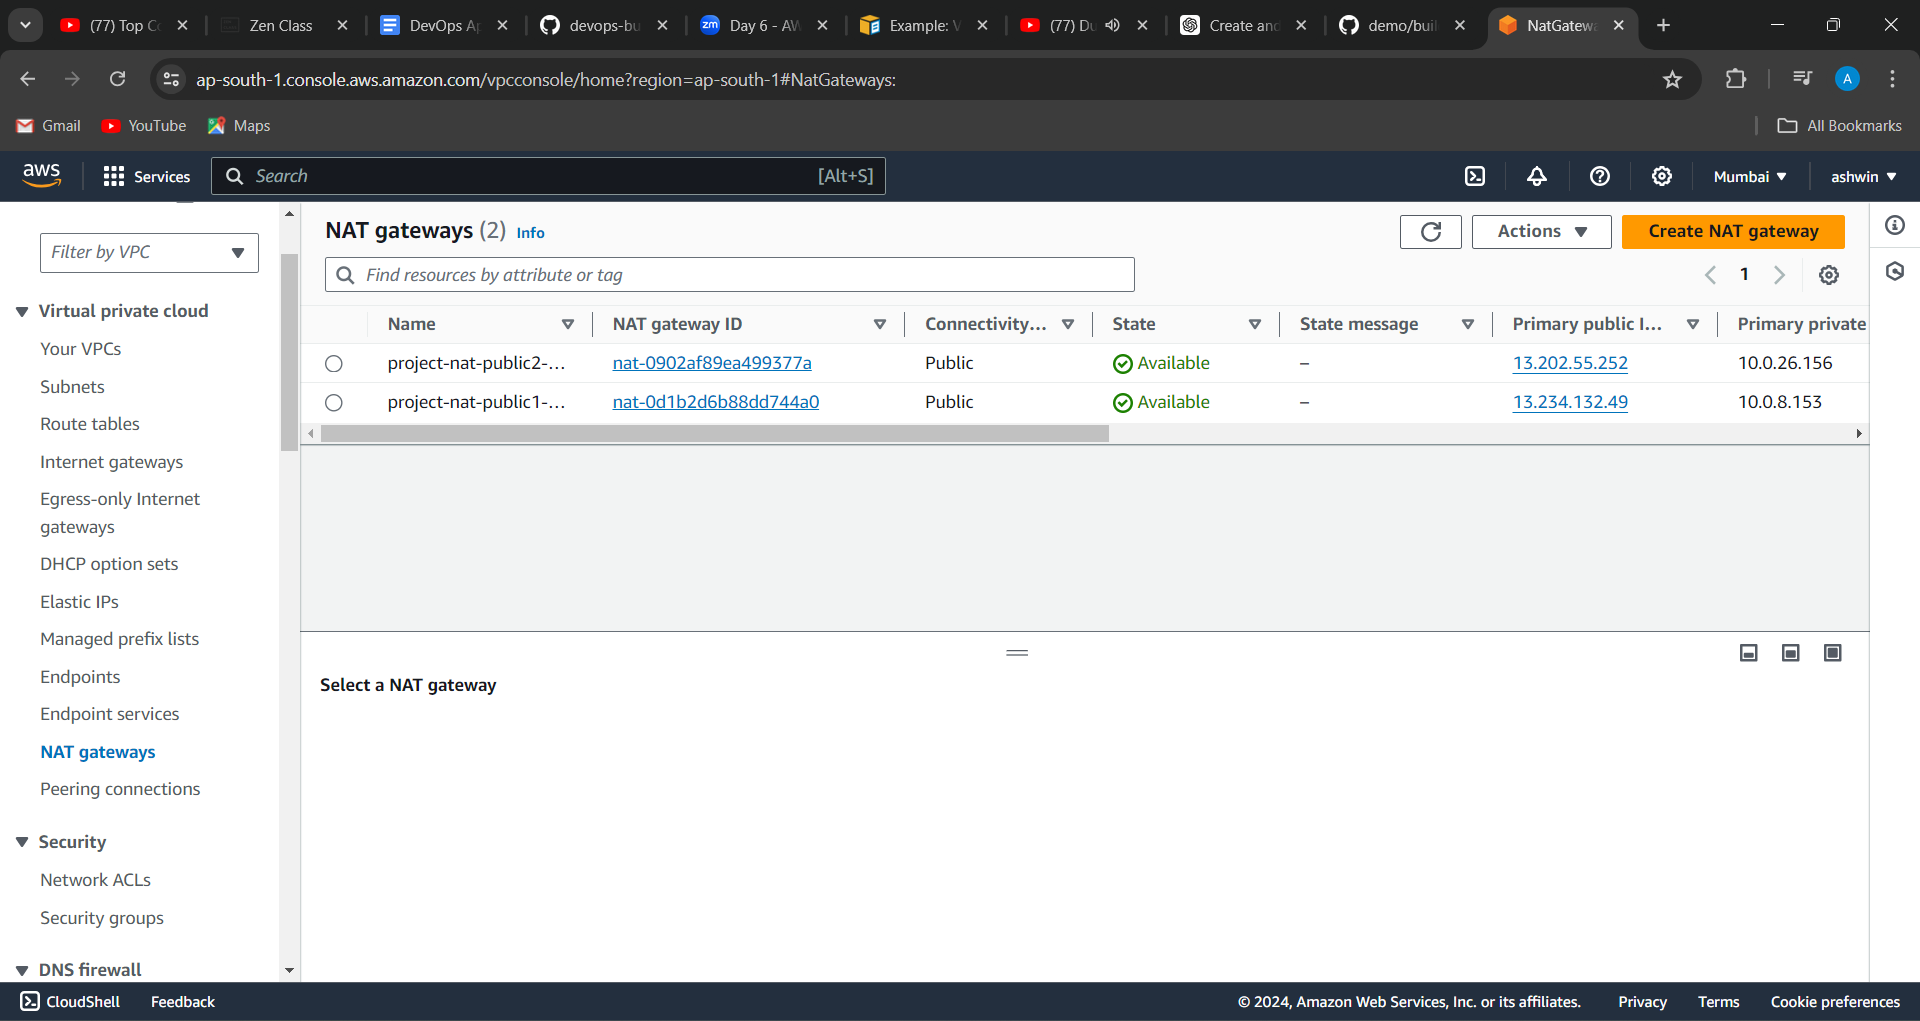 (77) Top Co
Zen Class
DevOps Ap
devops-bu
zm
Day 6 - AW
Example: V
(77) Du
Create and
demo/buil
NatGatewa
ap-south-1.console.aws.amazon.com/vpcconsole/home?region=ap-south-1#NatGateways:
A
Gmail
YouTube
Maps
All Bookmarks
aws
Services
Search
[Alt+S]
Mumbai
ashwin
Filter by VPC
Virtual private cloud
Your VPCs
Subnets
Route tables
Internet gateways
Egress-only Internet
gateways
DHCP option sets
Elastic IPs
Managed prefix lists
Endpoints
Endpoint services
NAT gateways
Peering connections
Security
Network ACLs
Security groups
DNS firewall
NAT gateways (2) Info
Actions
Create NAT gateway
Find resources by attribute or tag
1
Name
NAT gateway ID
Connectivity...
State
State message
Primary public I...
Primary private
project-nat-public2-... nat-0902af89ea499377a Public Available – 13.202.55.252 10.0.26.156
project-nat-public1-... nat-0d1b2d6b88dd744a0 Public Available – 13.234.132.49 10.0.8.153
Select a NAT gateway
CloudShell
Feedback
© 2024, Amazon Web Services, Inc. or its affiliates.
Privacy
Terms
Cookie preferences